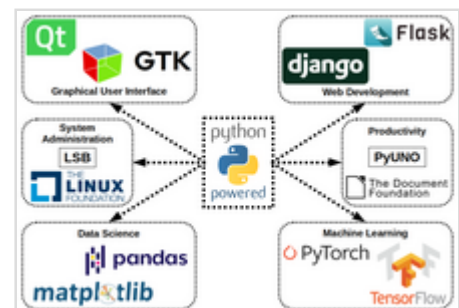 Qt
GTK
Graphical User Interface
Flask
django
Web Development
System
Administration
LSB
THE
LINUX
FOUNDATION
python
powered
Productivity
PyUNO
The Document
Foundation
Data Science
pandas
matplotlib
Machine Learning
PyTorch
TensorFlow